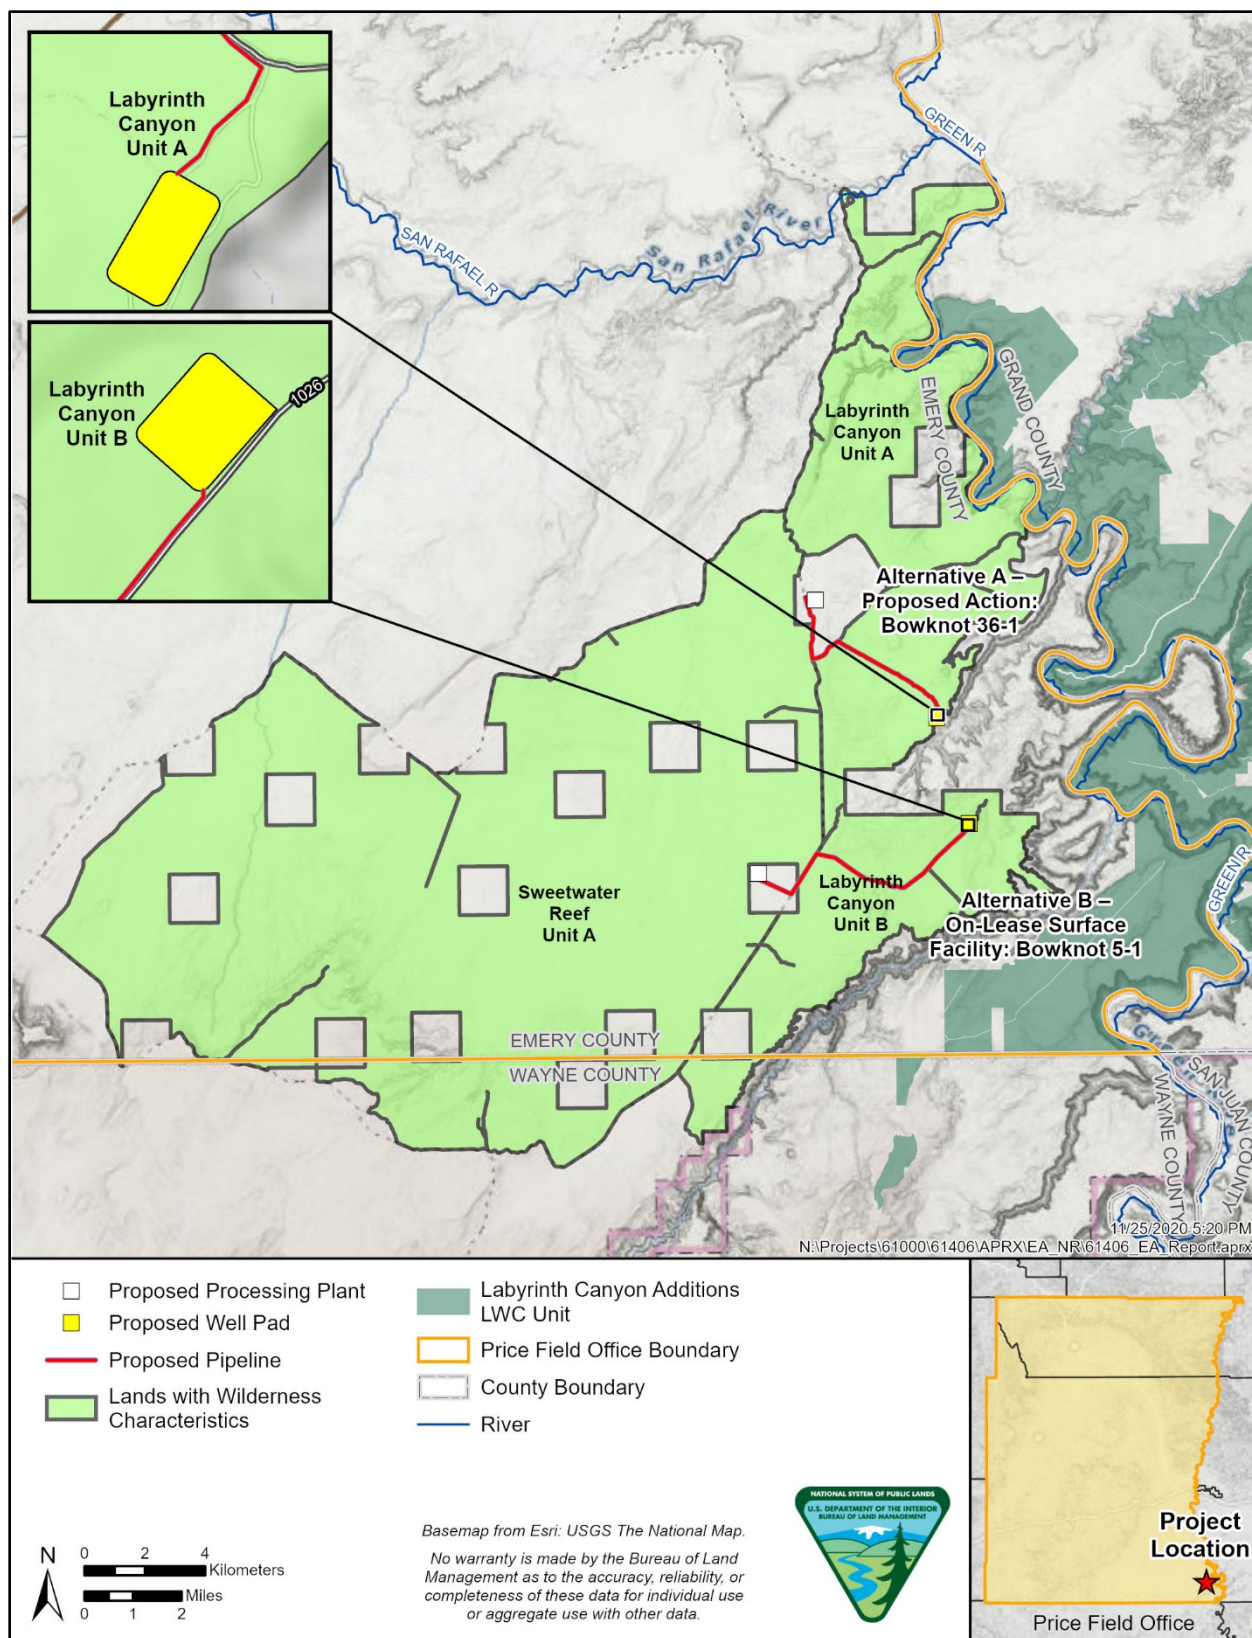 Labyrinth
Canyon
Unit A
Labyrinth
Canyon
Unit B
1026
GREEN R
SAN RAFAEL R
San Rafael River
EMERY COUNTY
GRAND COUNTY
Labyrinth
Canyon
Unit A
Alternative A –
Proposed Action:
Bowknot 36-1
Sweetwater
Reef
Unit A
Labyrinth
Canyon
Unit B
Alternative B –
On-Lease Surface
Facility: Bowknot 5-1
GREEN R
EMERY COUNTY
WAYNE COUNTY
SAN JUAN COUNTY
WAYNE COUNTY
11/25/2020 5:20 PM
N:\Projects\61000\61406\APRX\EA_NR\61406_EA_Report.aprx
Proposed Processing Plant
Proposed Well Pad
Proposed Pipeline
Lands with Wilderness
Characteristics
Labyrinth Canyon Additions
LWC Unit
Price Field Office Boundary
County Boundary
River
N
0 2 4
Kilometers
Miles
0 1 2
Basemap from Esri: USGS The National Map.
No warranty is made by the Bureau of Land
Management as to the accuracy, reliability, or
completeness of these data for individual use
or aggregate use with other data.
NATIONAL SYSTEM OF PUBLIC LANDS
U.S. DEPARTMENT OF THE INTERIOR
BUREAU OF LAND MANAGEMENT
Project
Location
Price Field Office